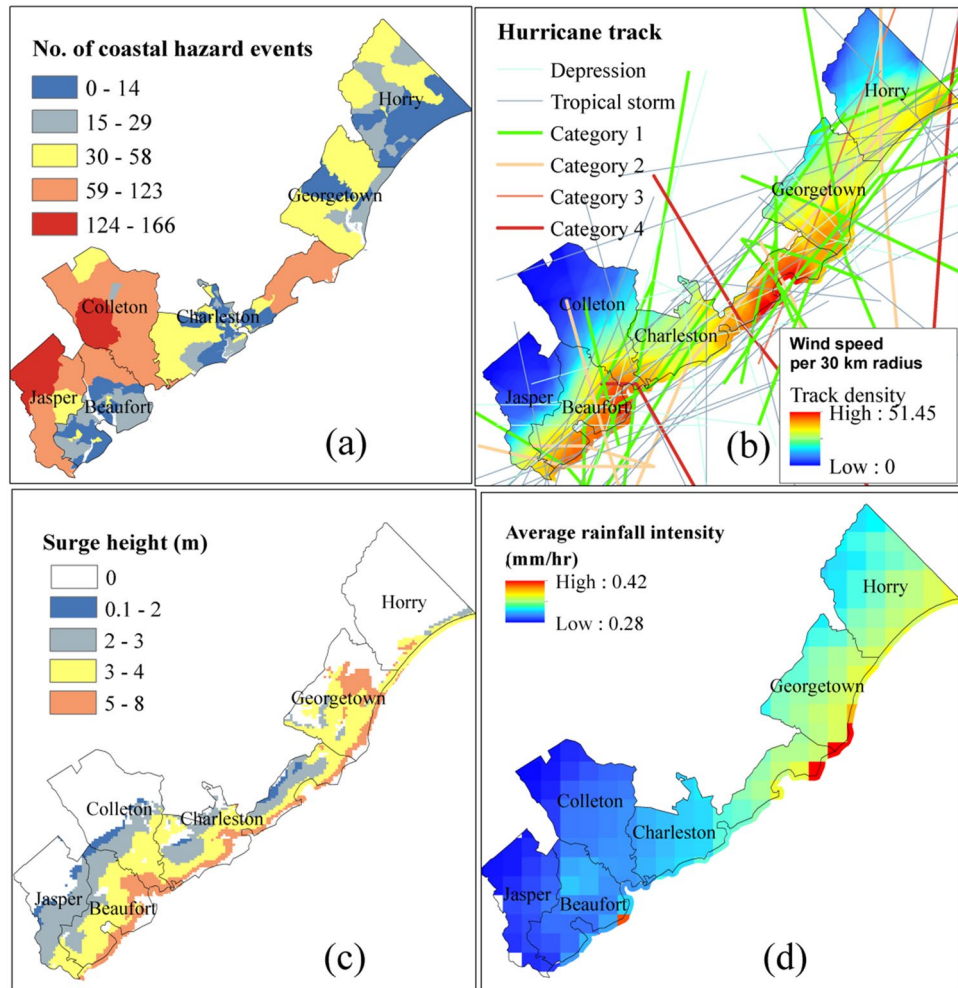 No. of coastal hazard events
0 - 14
15 - 29
30 - 58
59 - 123
124 - 166
Horry
Georgetown
Colleton
Charleston
Jasper
Beaufort
(a)
Hurricane track
Depression
Tropical storm
Category 1
Category 2
Category 3
Category 4
Horry
Georgetown
Colleton
Charleston
Jasper
Beaufort
Wind speed
per 30 km radius
Track density
High : 51.45
Low : 0
(b)
Surge height (m)
0
0.1 - 2
2 - 3
3 - 4
5 - 8
Horry
Georgetown
Colleton
Charleston
Jasper
Beaufort
(c)
Average rainfall intensity
(mm/hr)
High : 0.42
Low : 0.28
Horry
Georgetown
Colleton
Charleston
Jasper
Beaufort
(d)